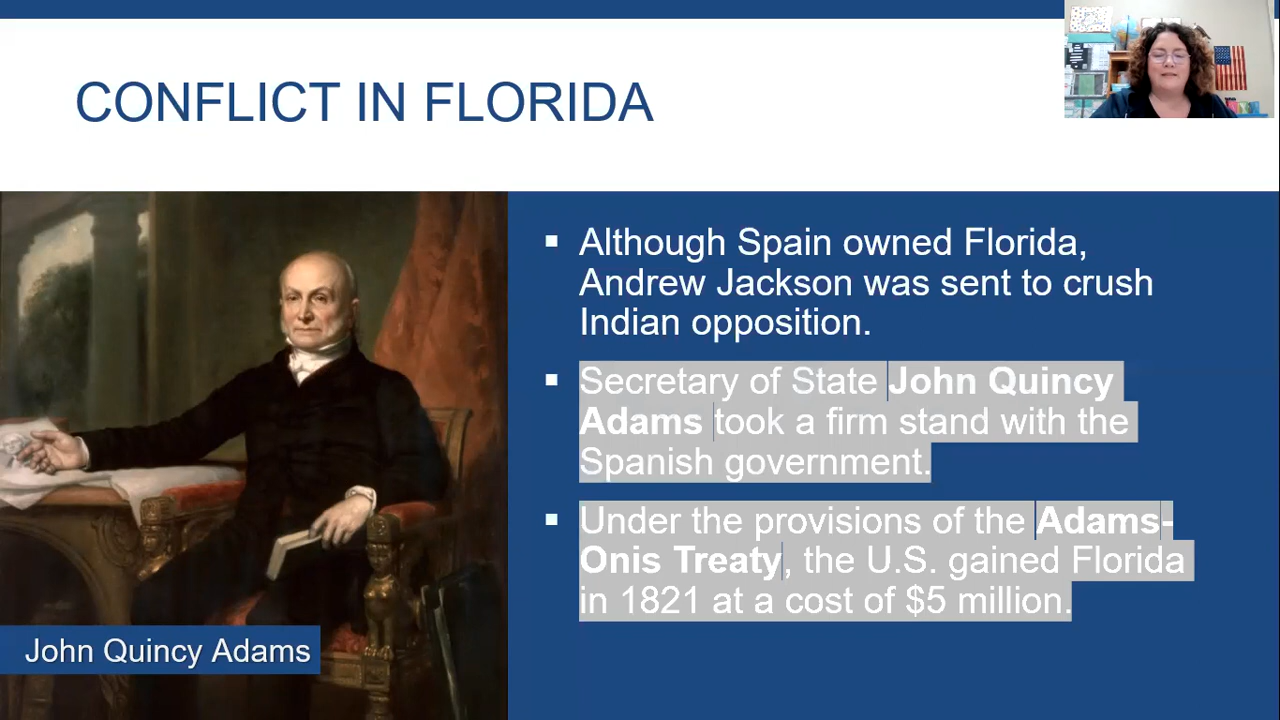 CONFLICT IN FLORIDA
▪ Although Spain owned Florida,
Andrew Jackson was sent to crush
Indian opposition.
▪ Secretary of State John Quincy
Adams took a firm stand with the
Spanish government.
▪ Under the provisions of the Adams-
Onis Treaty, the U.S. gained Florida
in 1821 at a cost of $5 million.
John Quincy Adams